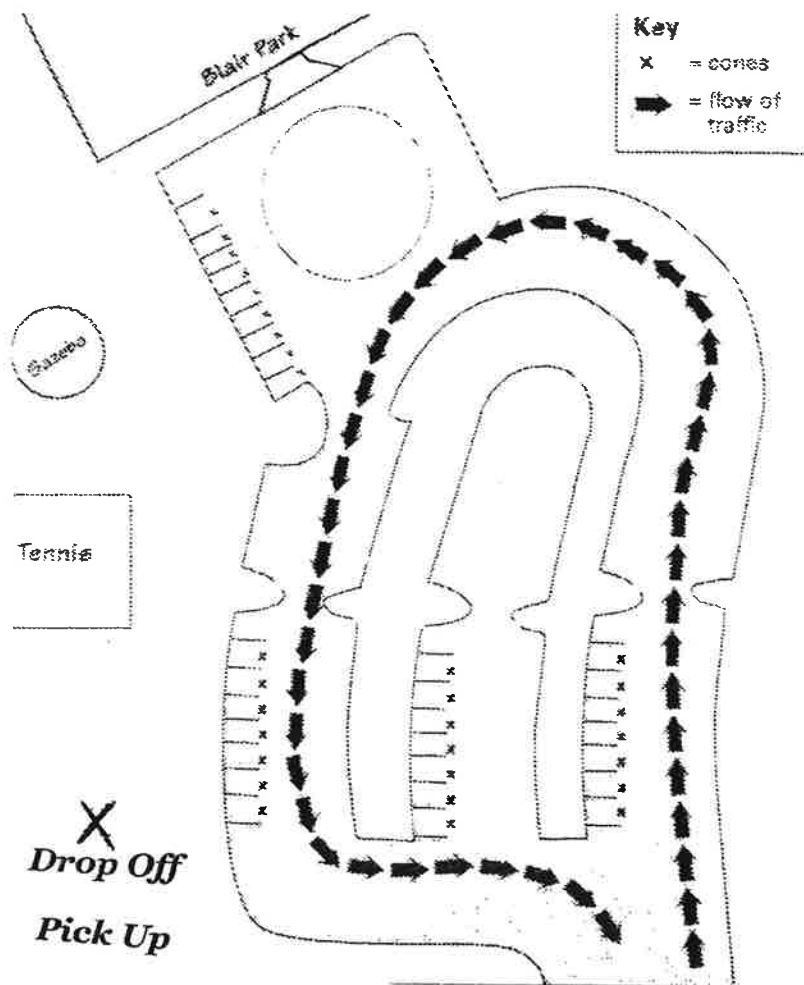 Blair Park
Key
x = cones
= flow of
traffic
Gazebo
Tennis
X
Drop Off
Pick Up